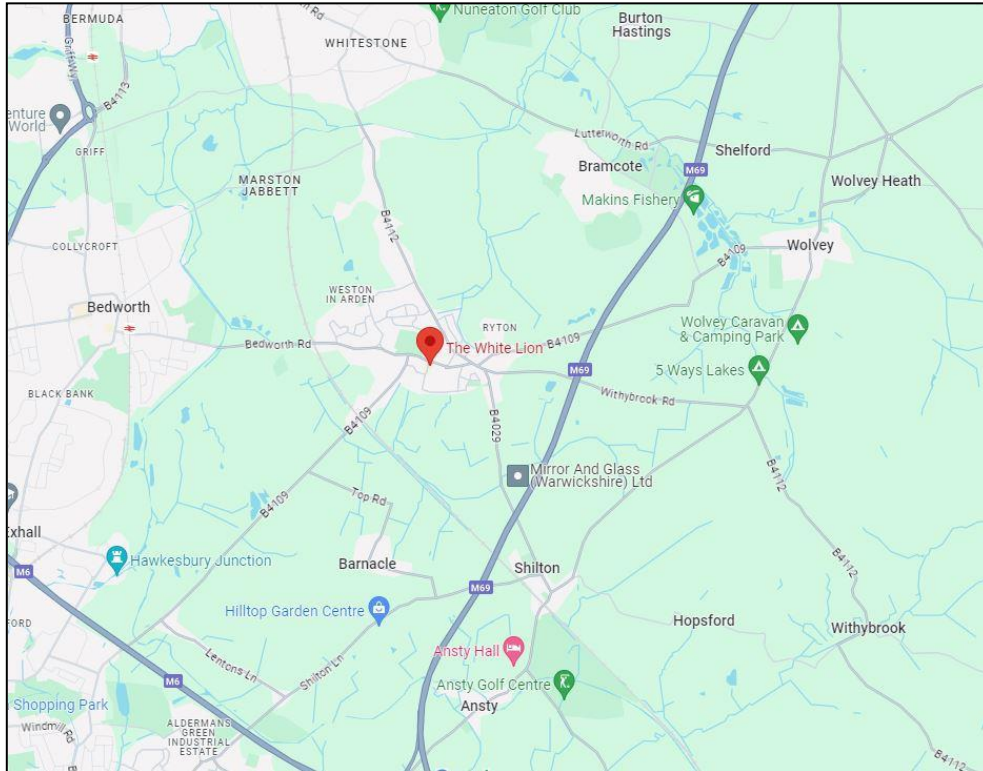 BERMUDA
Nuneaton Golf Club
Burton
Hastings
WHITESTONE
Griff Wy.
B4113
enture
World
GRIFF
Lutterworth Rd
Shelford
Bramcote
M69
MARSTON
JABBETT
Wolvey Heath
Makins Fishery
B4112
COLLYCROFT
Wolvey
B4109
WESTON
IN ARDEN
Bedworth
RYTON
Wolvey Caravan
& Camping Park
Bedworth Rd
The White Lion
B4109
M69
5 Ways Lakes
BLACK BANK
Withybrook Rd
B4109
B4029
B4112
Mirror And Glass
(Warwickshire) Ltd
Top Rd
Exhall
Hawkesbury Junction
Barnacle
Shilton
M6
M69
B4112
Hilltop Garden Centre
Hopsford
Withybrook
FORD
Ansty Hall
Lentons Ln
Shilton Ln
M6
Ansty Golf Centre
Shopping Park
Ansty
Windmill Rd
ALDERMANS
GREEN
INDUSTRIAL
ESTATE
B4112